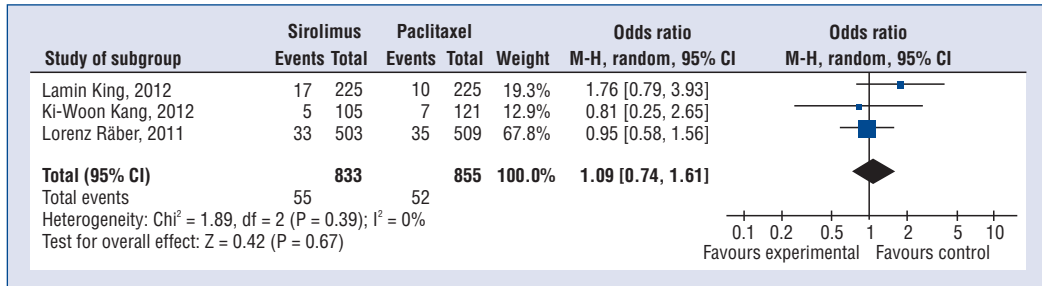 Sirolimus Paclitaxel Odds ratio Odds ratio
Study of subgroup Events Total Events Total Weight M-H, random, 95% CI M-H, random, 95% CI
Lamin King, 2012 17 225 10 225 19.3% 1.76 [0.79, 3.93]
Ki-Woon Kang, 2012 5 105 7 121 12.9% 0.81 [0.25, 2.65]
Lorenz Räber, 2011 33 503 35 509 67.8% 0.95 [0.58, 1.56]
Total (95% CI) 833 855 100.0% 1.09 [0.74, 1.61]
Total events 55 52
Heterogeneity: Chi² = 1.89, df = 2 (P = 0.39); I² = 0%
Test for overall effect: Z = 0.42 (P = 0.67)
0.1 0.2 0.5 1 2 5 10
Favours experimental Favours control